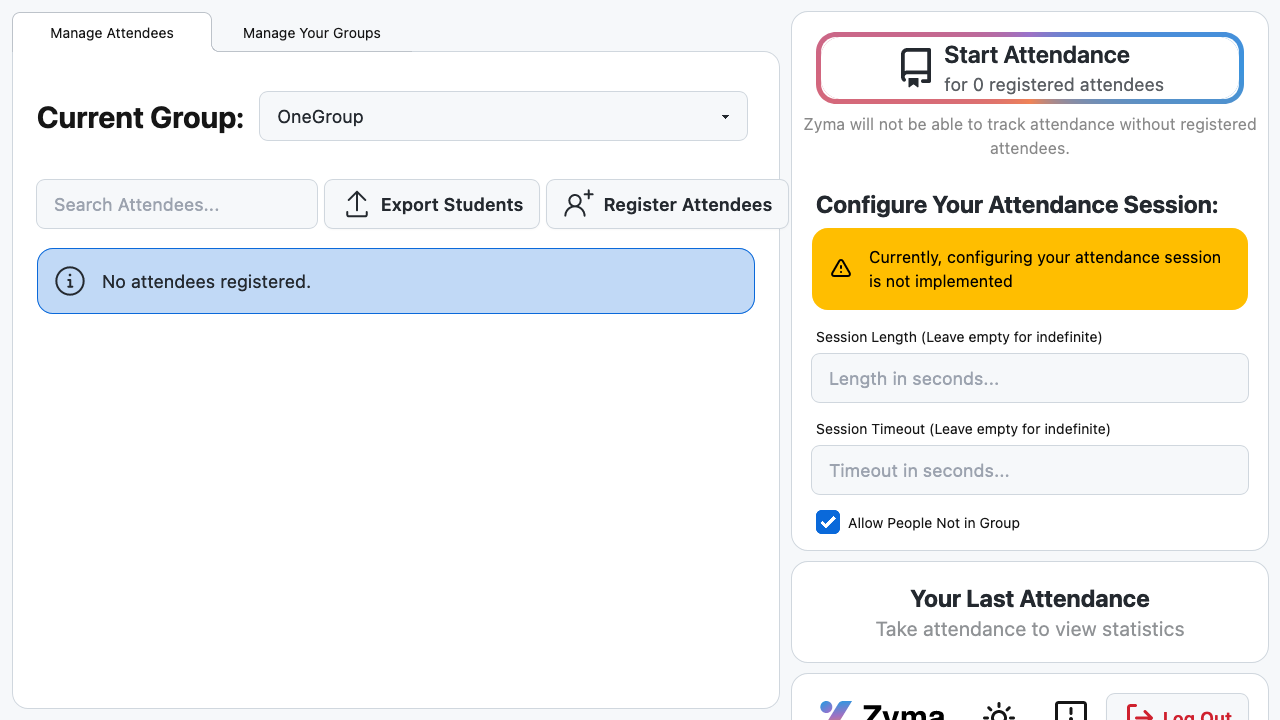 Manage Attendees
Manage Your Groups
Current Group:
OneGroup
Search Attendees...
Export Students
Register Attendees
No attendees registered.
Start Attendance
for 0 registered attendees
Zyma will not be able to track attendance without registered
attendees.
Configure Your Attendance Session:
Currently, configuring your attendance session
is not implemented
Session Length (Leave empty for indefinite)
Length in seconds...
Session Timeout (Leave empty for indefinite)
Timeout in seconds...
Allow People Not in Group
Your Last Attendance
Take attendance to view statistics
Zyma
Log Out